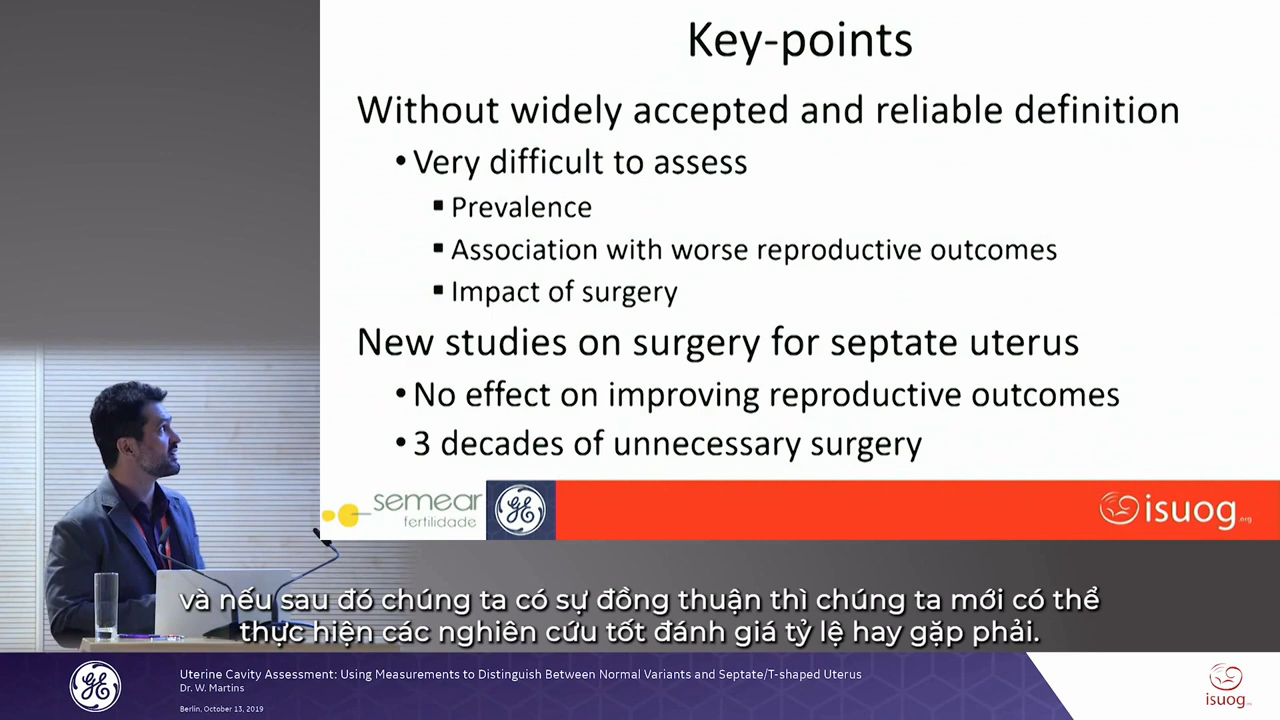 Key-points
Without widely accepted and reliable definition
•Very difficult to assess
▪Prevalence
▪Association with worse reproductive outcomes
▪Impact of surgery
New studies on surgery for septate uterus
•No effect on improving reproductive outcomes
•3 decades of unnecessary surgery
semear
fertilidade
GE
isuog.org
và nếu sau đó chúng ta có sự đồng thuận thì chúng ta mới có thể
thực hiện các nghiên cứu tốt đánh giá tỷ lệ hay gặp phải.
GE
Uterine Cavity Assessment: Using Measurements to Distinguish Between Normal Variants and Septate/T-shaped Uterus
Dr. W. Martins
Berlin, October 13, 2019
isuog.org